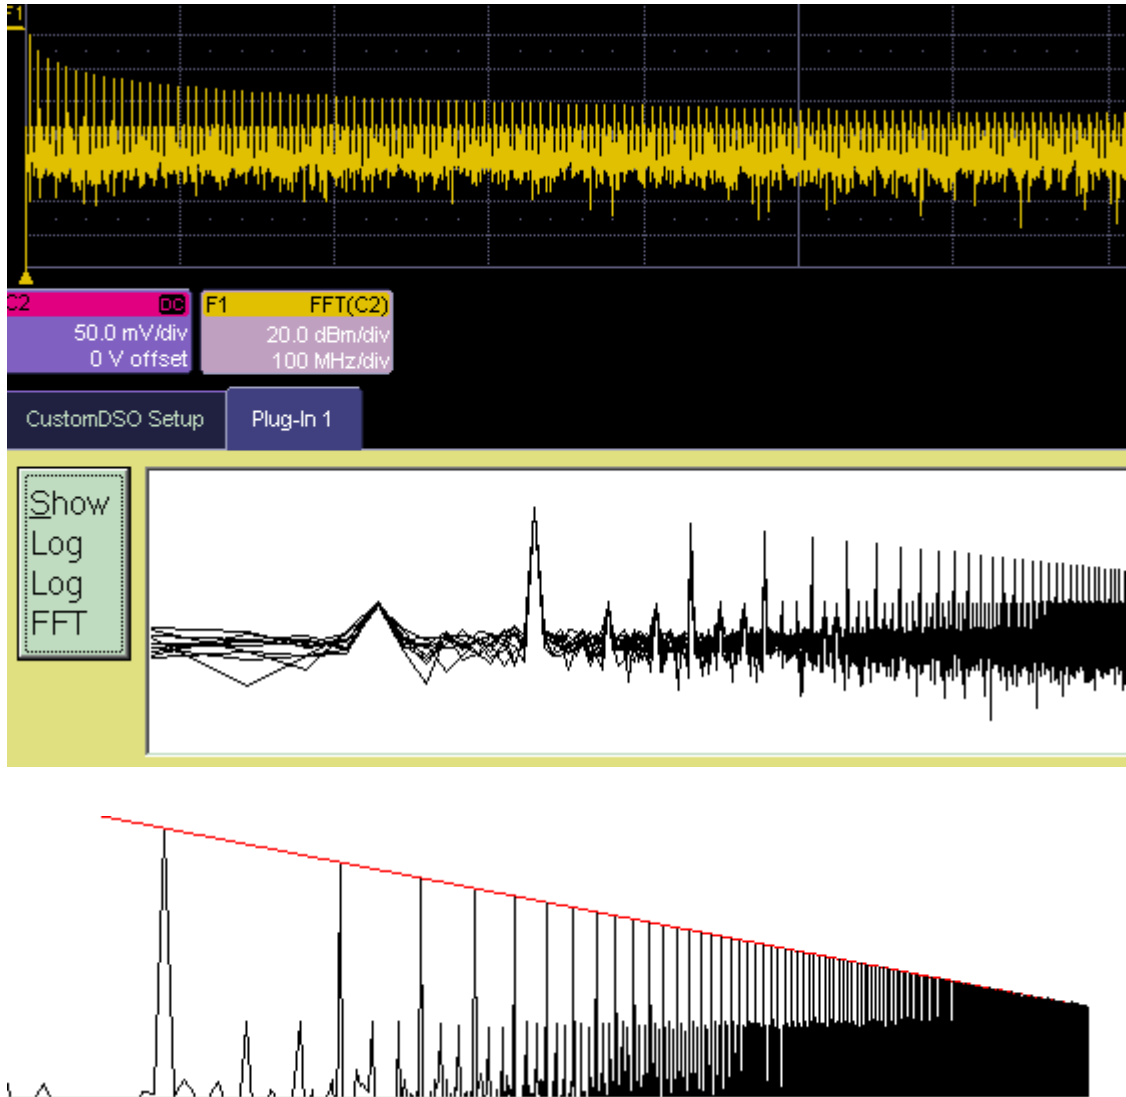 F1
C2 DC
50.0 mV/div
0 V offset
F1 FFT(C2)
20.0 dBm/div
100 MHz/div
CustomDSO Setup
Plug-In 1
Show
Log
Log
FFT